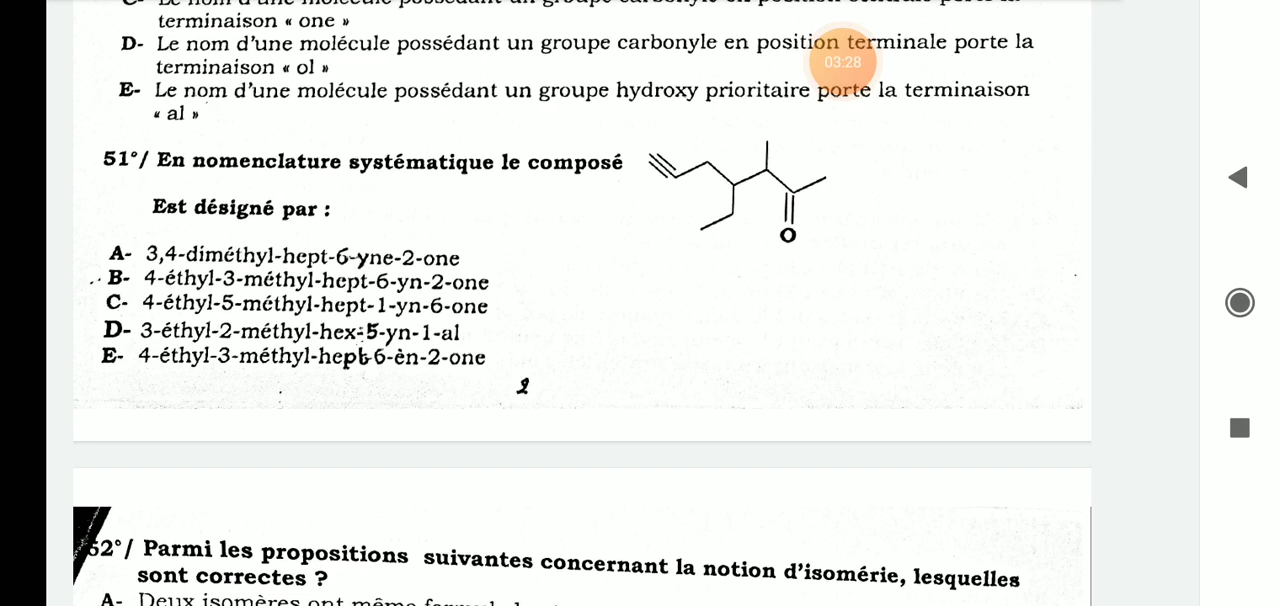 terminaison « one »
D- Le nom d'une molécule possédant un groupe carbonyle en position terminale porte la
terminaison « ol »
03:28
E- Le nom d'une molécule possédant un groupe hydroxy prioritaire porte la terminaison
« al »
51°/ En nomenclature systématique le composé
O
Est désigné par :
A- 3,4-diméthyl-hept-6-yne-2-one
B- 4-éthyl-3-méthyl-hept-6-yn-2-one
C- 4-éthyl-5-méthyl-hept-1-yn-6-one
D- 3-éthyl-2-méthyl-hex-5-yn-1-al
E- 4-éthyl-3-méthyl-hept-6-èn-2-one
2
52°/ Parmi les propositions suivantes concernant la notion d'isomérie, lesquelles
sont correctes ?
A- Deux isomères ont même